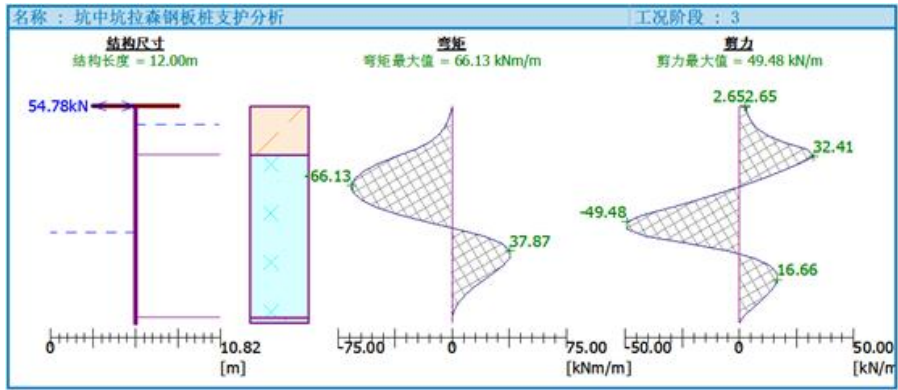 名称 : 坑中坑拉森钢板桩支护分析 工况阶段 : 3
结构尺寸 弯矩 剪力
结构长度 = 12.00m 弯矩最大值 = 66.13 kNm/m 剪力最大值 = 49.48 kN/m
54.78kN 2.652.65
32.41
-66.13
-49.48
37.87
16.66
0 10.82 -75.00 0 75.00 -50.00 0 50.00
[m] [kNm/m] [kN/m